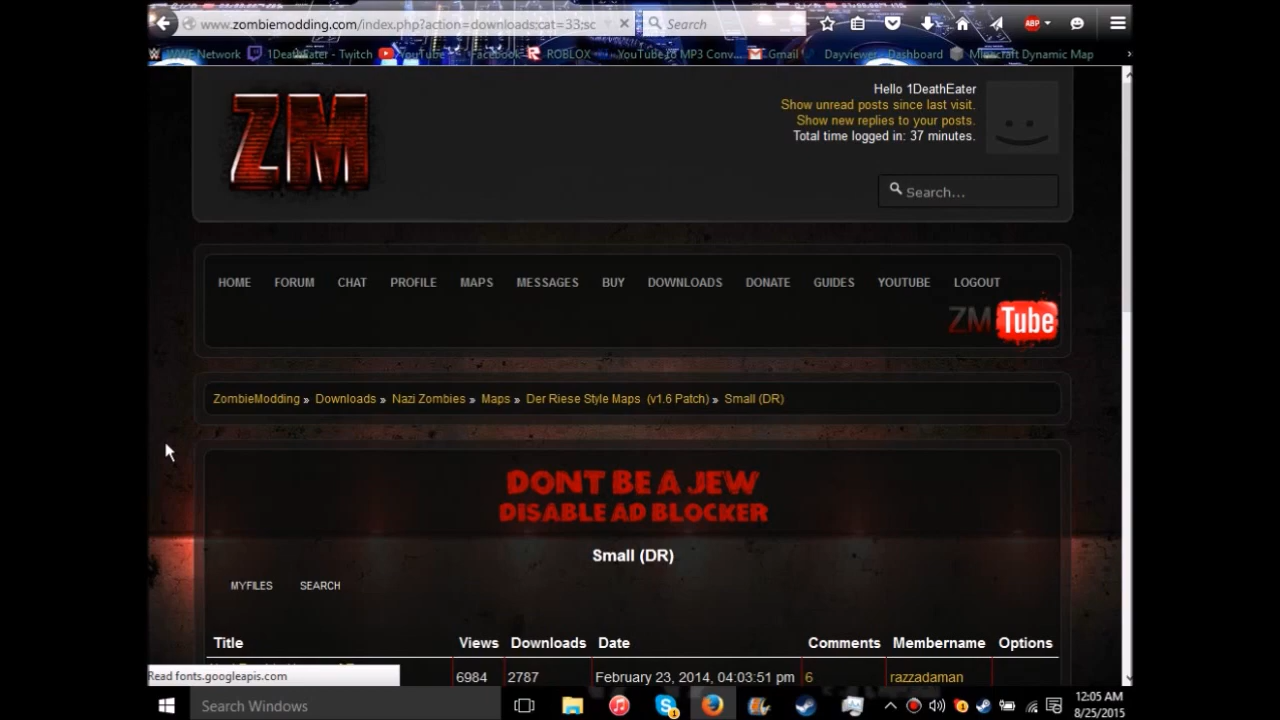 www.zombiemodding.com/index.php?action=downloads;cat=33;sc
Search
ABP
WWE Network
1DeathEater - Twitch
YouTube
Facebook
ROBLOX
YouTube to MP3 Conv...
Gmail
Dayviewer - Dashboard
Minecraft Dynamic Map
ZM
Hello 1DeathEater
Show unread posts since last visit.
Show new replies to your posts.
Total time logged in: 37 minutes.
Search...
HOME FORUM CHAT PROFILE MAPS MESSAGES BUY DOWNLOADS DONATE GUIDES YOUTUBE LOGOUT
ZM Tube
ZombieModding » Downloads » Nazi Zombies » Maps » Der Riese Style Maps (v1.6 Patch) » Small (DR)
DONT BE A JEW
DISABLE AD BLOCKER
Small (DR)
MYFILES SEARCH
Title Views Downloads Date Comments Membername Options
6984 2787 February 23, 2014, 04:03:51 pm 6 razzadaman
Read fonts.googleapis.com
Search Windows
12:05 AM
8/25/2015